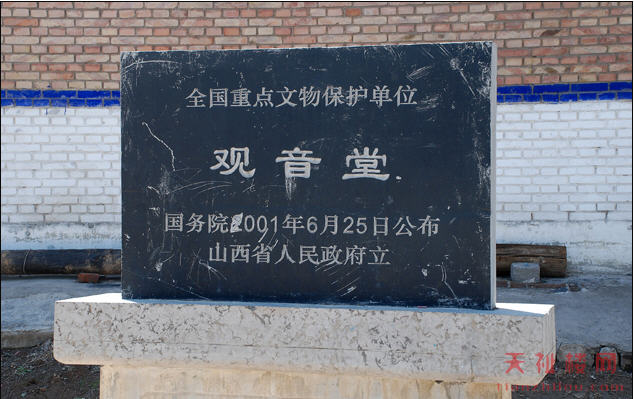 全国重点文物保护单位
观音堂
国务院2001年6月25日公布
山西省人民政府立